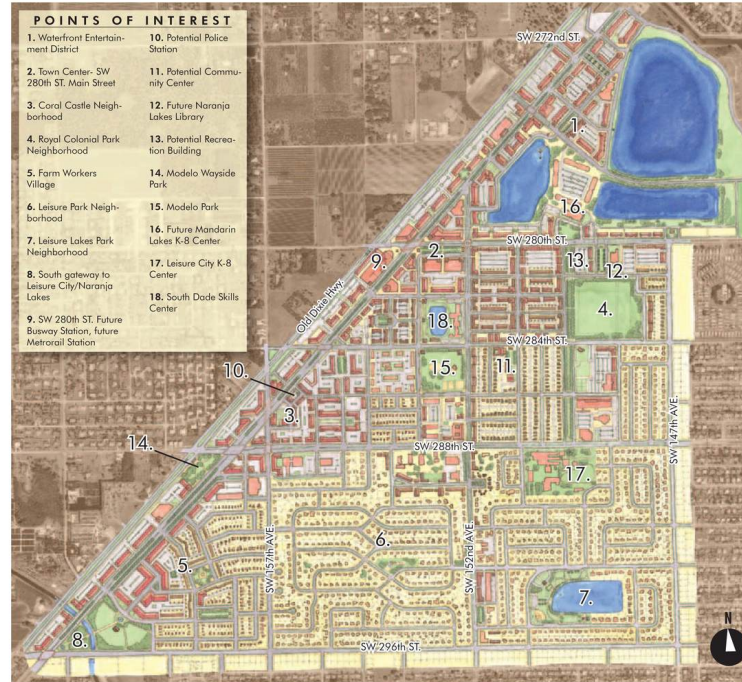 POINTS OF INTEREST
1. Waterfront Entertain-
ment District
2. Town Center- SW
280th ST. Main Street
3. Coral Castle Neigh-
borhood
4. Royal Colonial Park
Neighborhood
5. Farm Workers
Village
6. Leisure Park Neigh-
borhood
7. Leisure Lakes Park
Neighborhood
8. South gateway to
Leisure City/Naranja
Lakes
9. SW 280th ST. Future
Busway Station, future
Metrorail Station
10. Potential Police
Station
11. Potential Commu-
nity Center
12. Future Naranja
Lakes Library
13. Potential Recrea-
tion Building
14. Modelo Wayside
Park
15. Modelo Park
16. Future Mandarin
Lakes K-8 Center
17. Leisure City K-8
Center
18. South Dade Skills
Center
SW 272nd ST.
1.
16.
SW 280th ST.
2.
13.
12.
9.
Old Dixie Hwy.
18.
4.
SW 284th ST.
10.
15.
11.
3.
SW 147th AVE.
14.
SW 288th ST.
17.
SW 157th AVE.
6.
SW 152nd AVE.
5.
7.
N
8.
SW 296th ST.